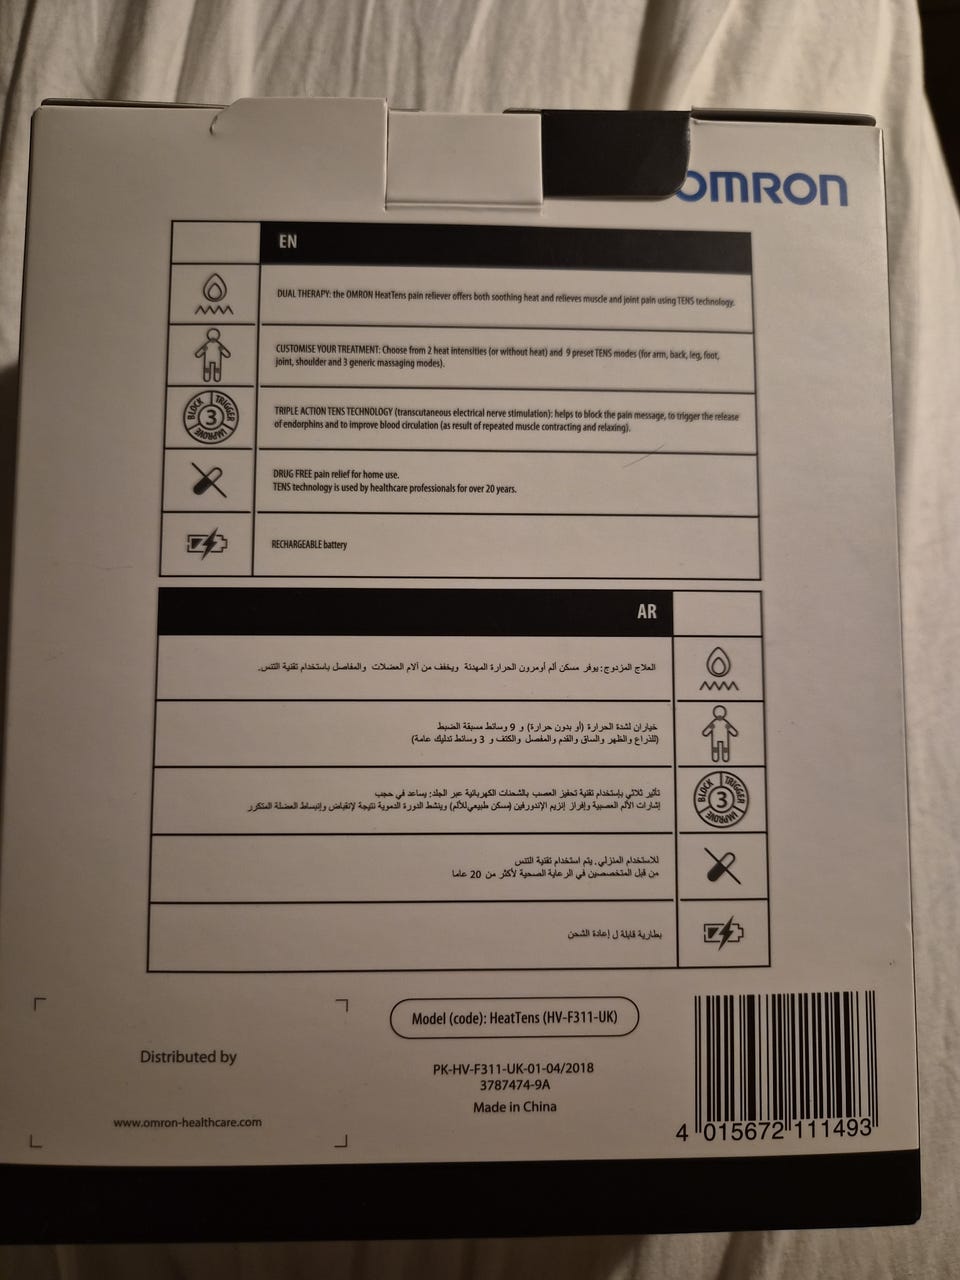 OMRON
EN
DUAL THERAPY: the OMRON HeatTens pain reliever offers both soothing heat and relieves muscle and joint pain using TENS technology.
CUSTOMISE YOUR TREATMENT: Choose from 2 heat intensities (or without heat) and 9 preset TENS modes (for arm, back, leg, foot,
joint, shoulder and 3 generic massaging modes).
BLOCK TRIGGER IMPROVE 3
TRIPLE ACTION TENS TECHNOLOGY (transcutaneous electrical nerve stimulation): helps to block the pain message, to trigger the release
of endorphins and to improve blood circulation (as result of repeated muscle contracting and relaxing).
DRUG FREE pain relief for home use.
TENS technology is used by healthcare professionals for over 20 years.
RECHARGEABLE battery
AR
العلاج المزدوج: يوفر مسكن ألم أومرون الحرارة المهدئة ويخفف من آلام العضلات والمفاصل باستخدام تقنية التنس.
خياران لشدة الحرارة (أو بدون حرارة) و 9 وسائط مسبقة الضبط
(للذراع والظهر والساق والقدم والمفصل والكتف و 3 وسائط تدليك عامة)
BLOCK TRIGGER IMPROVE 3
تأثير ثلاثي بإستخدام تقنية تحفيز العصب بالشحنات الكهربائية عبر الجلد: يساعد في حجب
إشارات الألم العصبية وإفراز إنزيم الإندورفين (مسكن طبيعي للألم) وينشط الدورة الدموية نتيجة لإنقباض وإنبساط العضلة المتكرر
للاستخدام المنزلي. يتم استخدام تقنية التنس
من قبل المتخصصين في الرعاية الصحية لأكثر من 20 عاما
بطارية قابلة ل إعادة الشحن
Model (code): HeatTens (HV-F311-UK)
Distributed by
www.omron-healthcare.com
PK-HV-F311-UK-01-04/2018
3787474-9A
Made in China
4 015672 111493